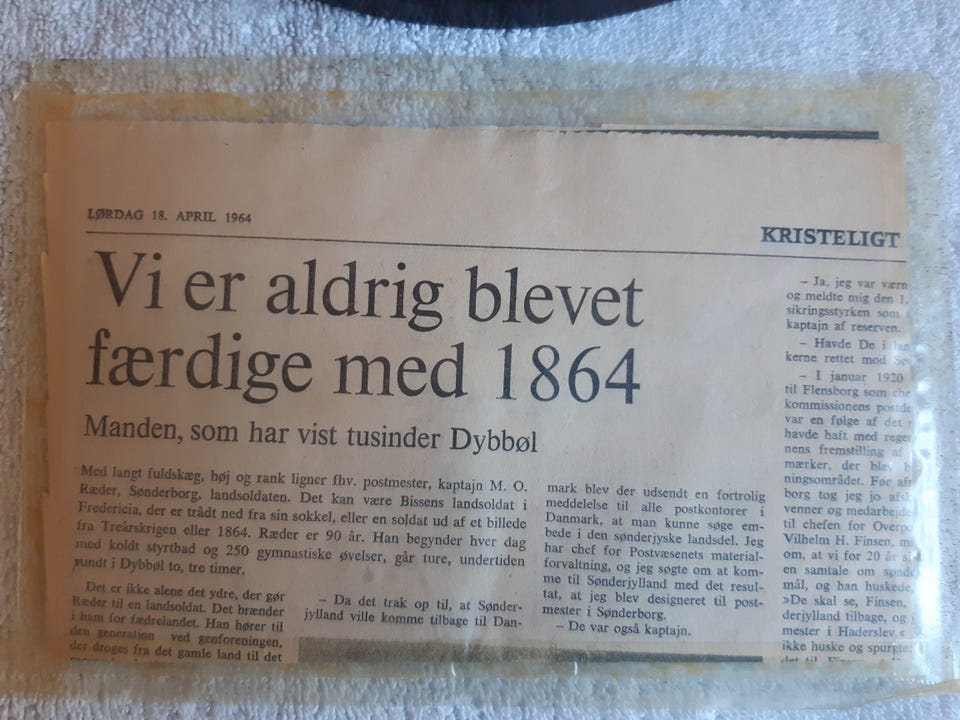 LØRDAG 18. APRIL 1964
KRISTELIGT
Vi er aldrig blevet
færdige med 1864
Manden, som har vist tusinder Dybbøl
Med langt fuldskæg, høj og rank ligner fhv. postmester, kaptajn M. O.
Ræder, Sønderborg, landsoldaten. Det kan være Bissens landsoldat i
Fredericia, der er trådt ned fra sin sokkel, eller en soldat ud af et billede
fra Treårskrigen eller 1864. Ræder er 90 år. Han begynder hver dag
med koldt styrtbad og 250 gymnastiske øvelser, går ture, undertiden
rundt i Dybbøl to, tre timer.
Det er ikke alene det ydre, der gør
Ræder til en landsoldat. Det brænder
i ham for fædrelandet. Han hører til
den generation ved genforeningen,
der droges fra det gamle land til det
– Da det trak op til, at Sønder-
jylland ville komme tilbage til Dan-
mark blev der udsendt en fortrolig
meddelelse til alle postkontorer i
Danmark, at man kunne søge em-
bede i den sønderjyske landsdel. Jeg
har chef for Postvæsenets material-
forvaltning, og jeg søgte om at kom-
me til Sønderjylland med det resul-
tat, at jeg blev designeret til post-
mester i Sønderborg.
– De var også kaptajn.
– Ja, jeg var værn
og meldte mig den 1.
sikringsstyrken som
kaptajn af reserven.
– Havde De i
kerne rettet mod
– I januar 1920
til Flensborg som
kommissionens
var en følge af det
havde haft med reger
nens fremstilling af
mærker, der blev
ningsområdet. Før
borg tog jeg jo
venner og medarbejde
til chefen for Overpo
Vilhelm H. Finsen,
om, at vi for 20 år
en samtale om
mål, og han huskede,
»De skal se, Finsen,
derjylland tilbage, og
mester i Haderslev.«
ikke huske og spurgte